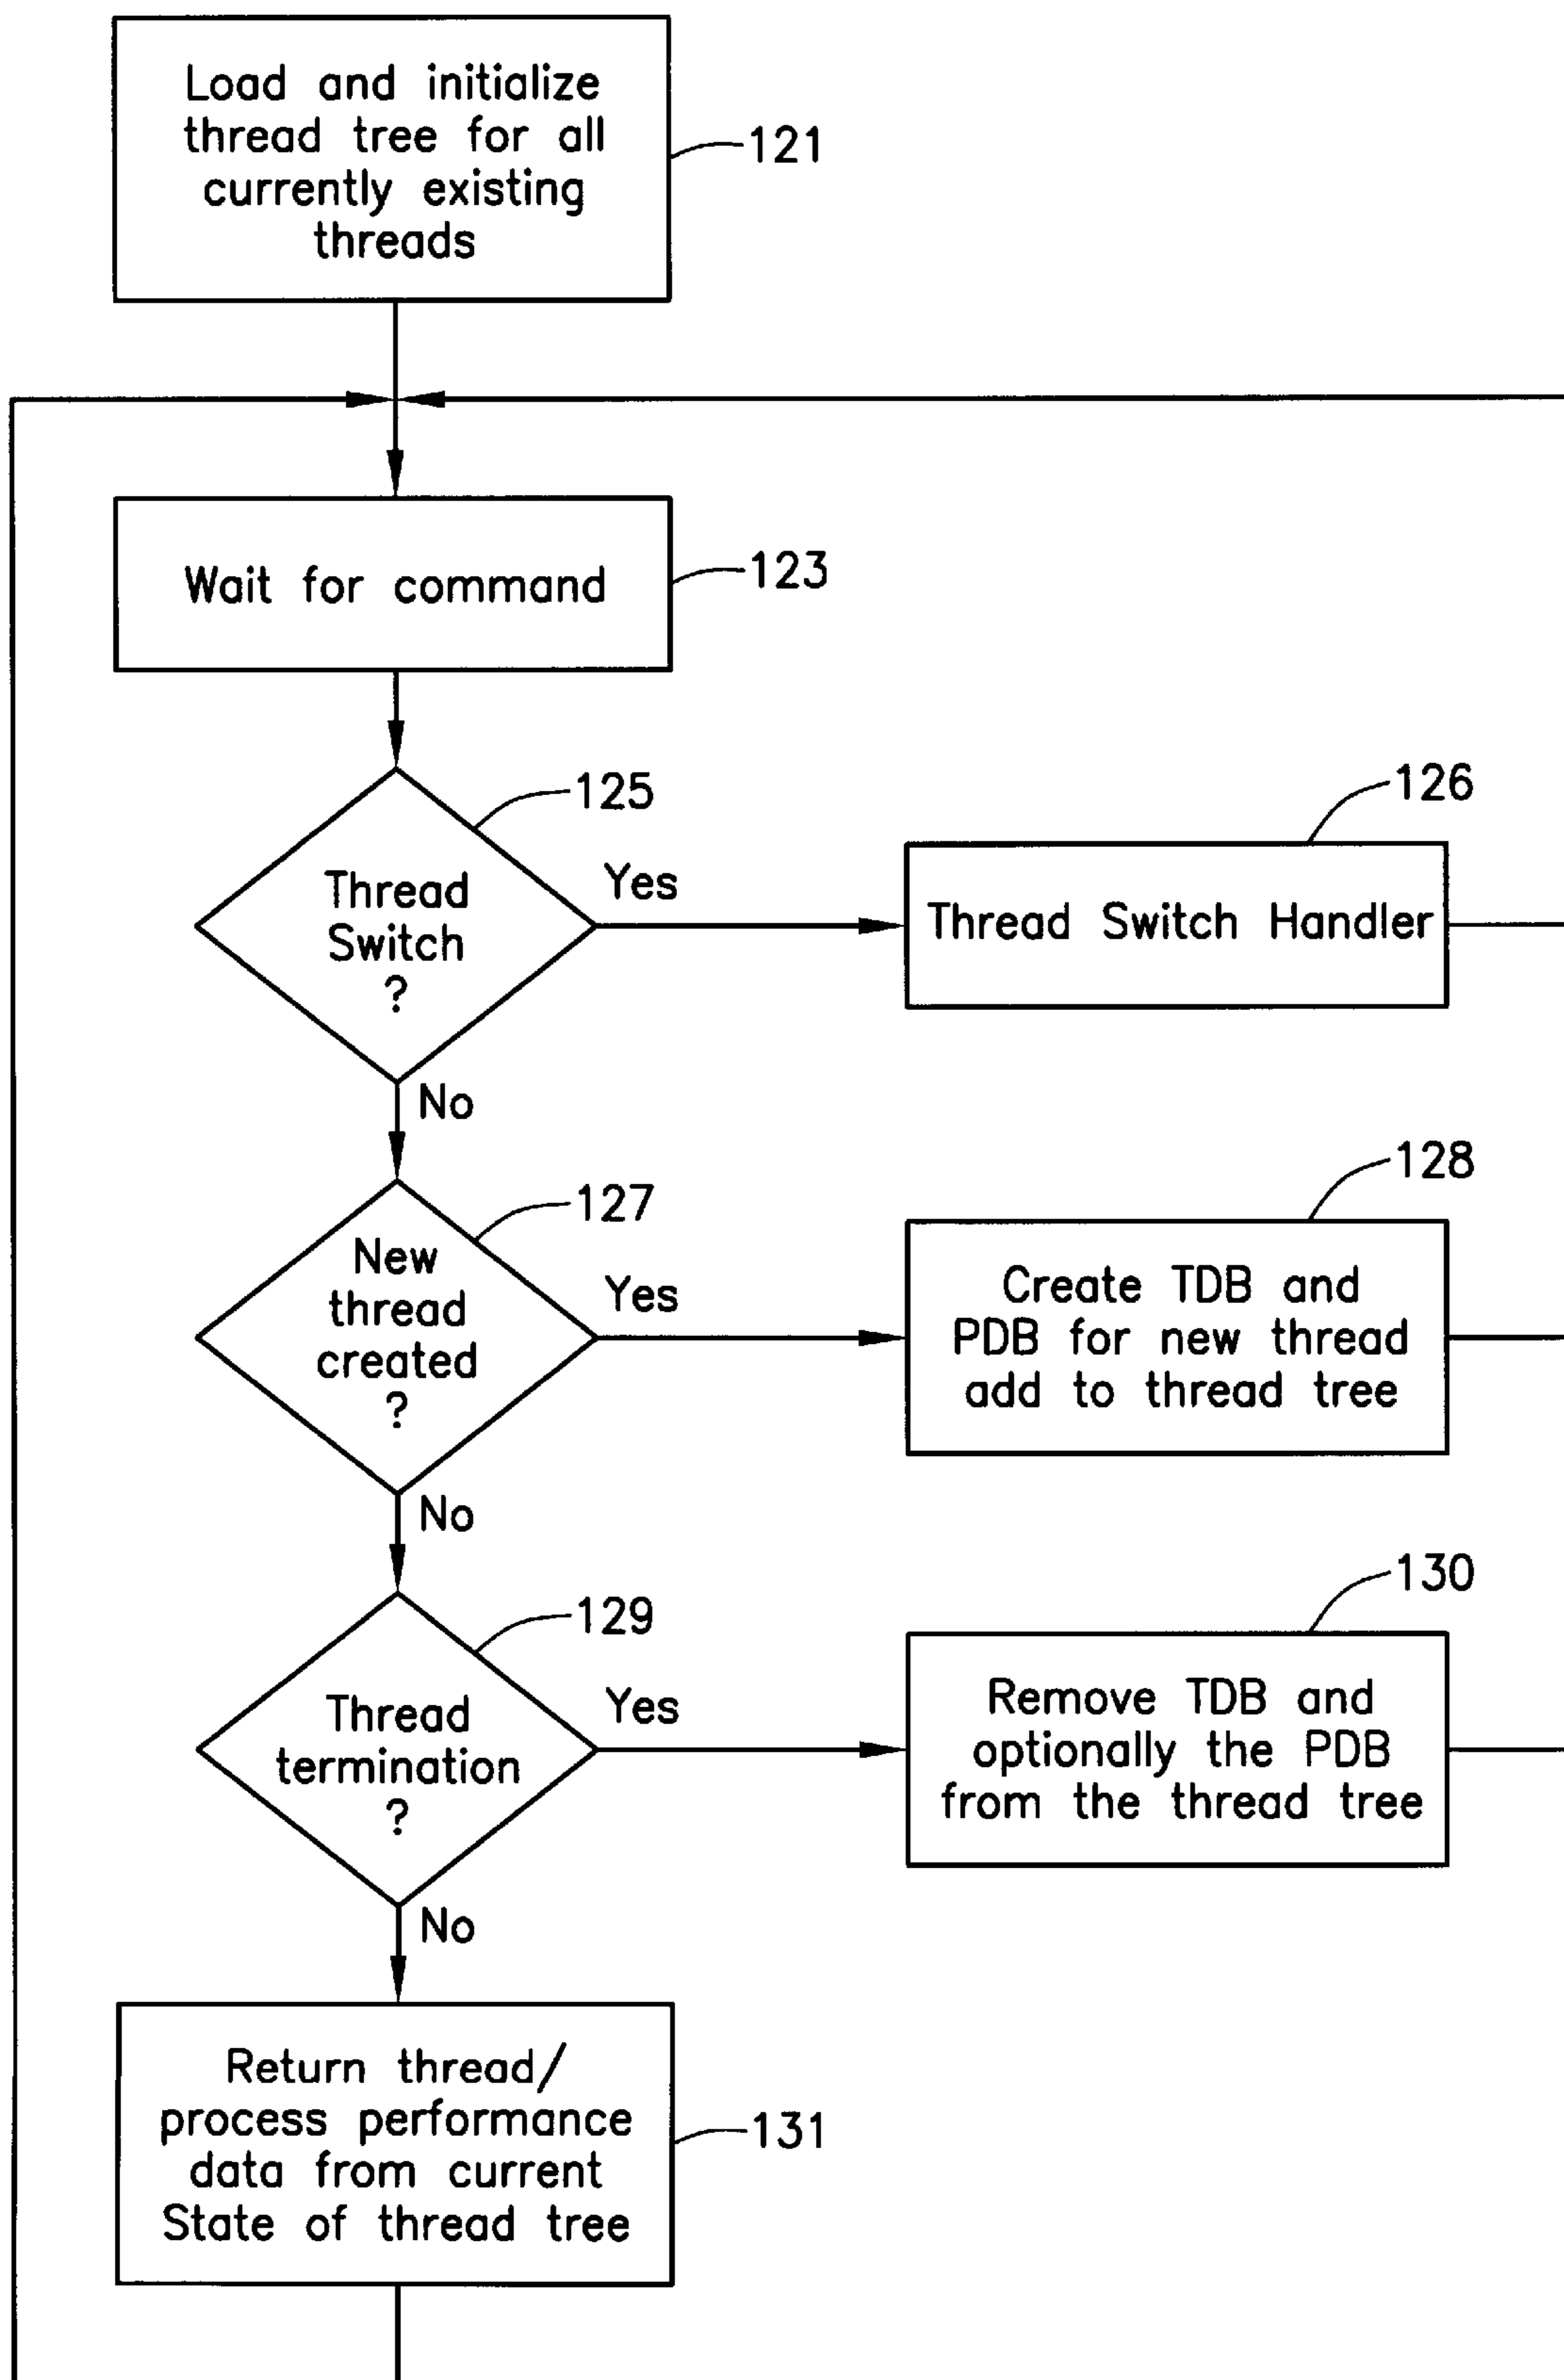 Load and initialize
thread tree for all
currently existing
threads
121
Wait for command
123
125
Thread
Switch
?
Yes
126
Thread Switch Handler
No
127
New
thread
created
?
Yes
128
Create TDB and
PDB for new thread
add to thread tree
No
129
Thread
termination
?
Yes
130
Remove TDB and
optionally the PDB
from the thread tree
No
Return thread/
process performance
data from current
State of thread tree
131